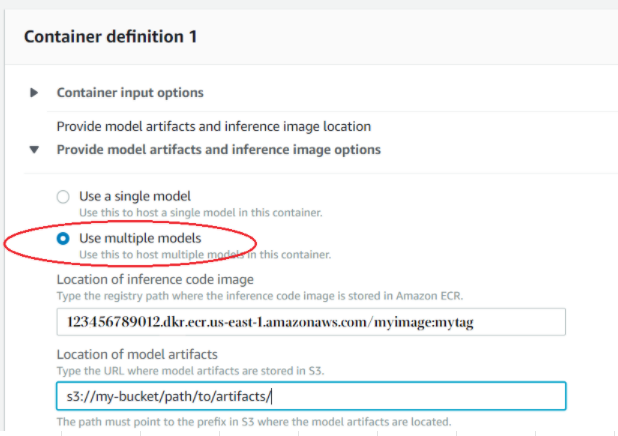 Container definition 1
Container input options
Provide model artifacts and inference image location
Provide model artifacts and inference image options
Use a single model
Use this to host a single model in this container.
Use multiple models
Use this to host multiple models in this container.
Location of inference code image
Type the registry path where the inference code image is stored in Amazon ECR.
123456789012.dkr.ecr.us-east-1.amazonaws.com/myimage:mytag
Location of model artifacts
Type the URL where model artifacts are stored in S3.
s3://my-bucket/path/to/artifacts/
The path must point to the prefix in S3 where the model artifacts are located.